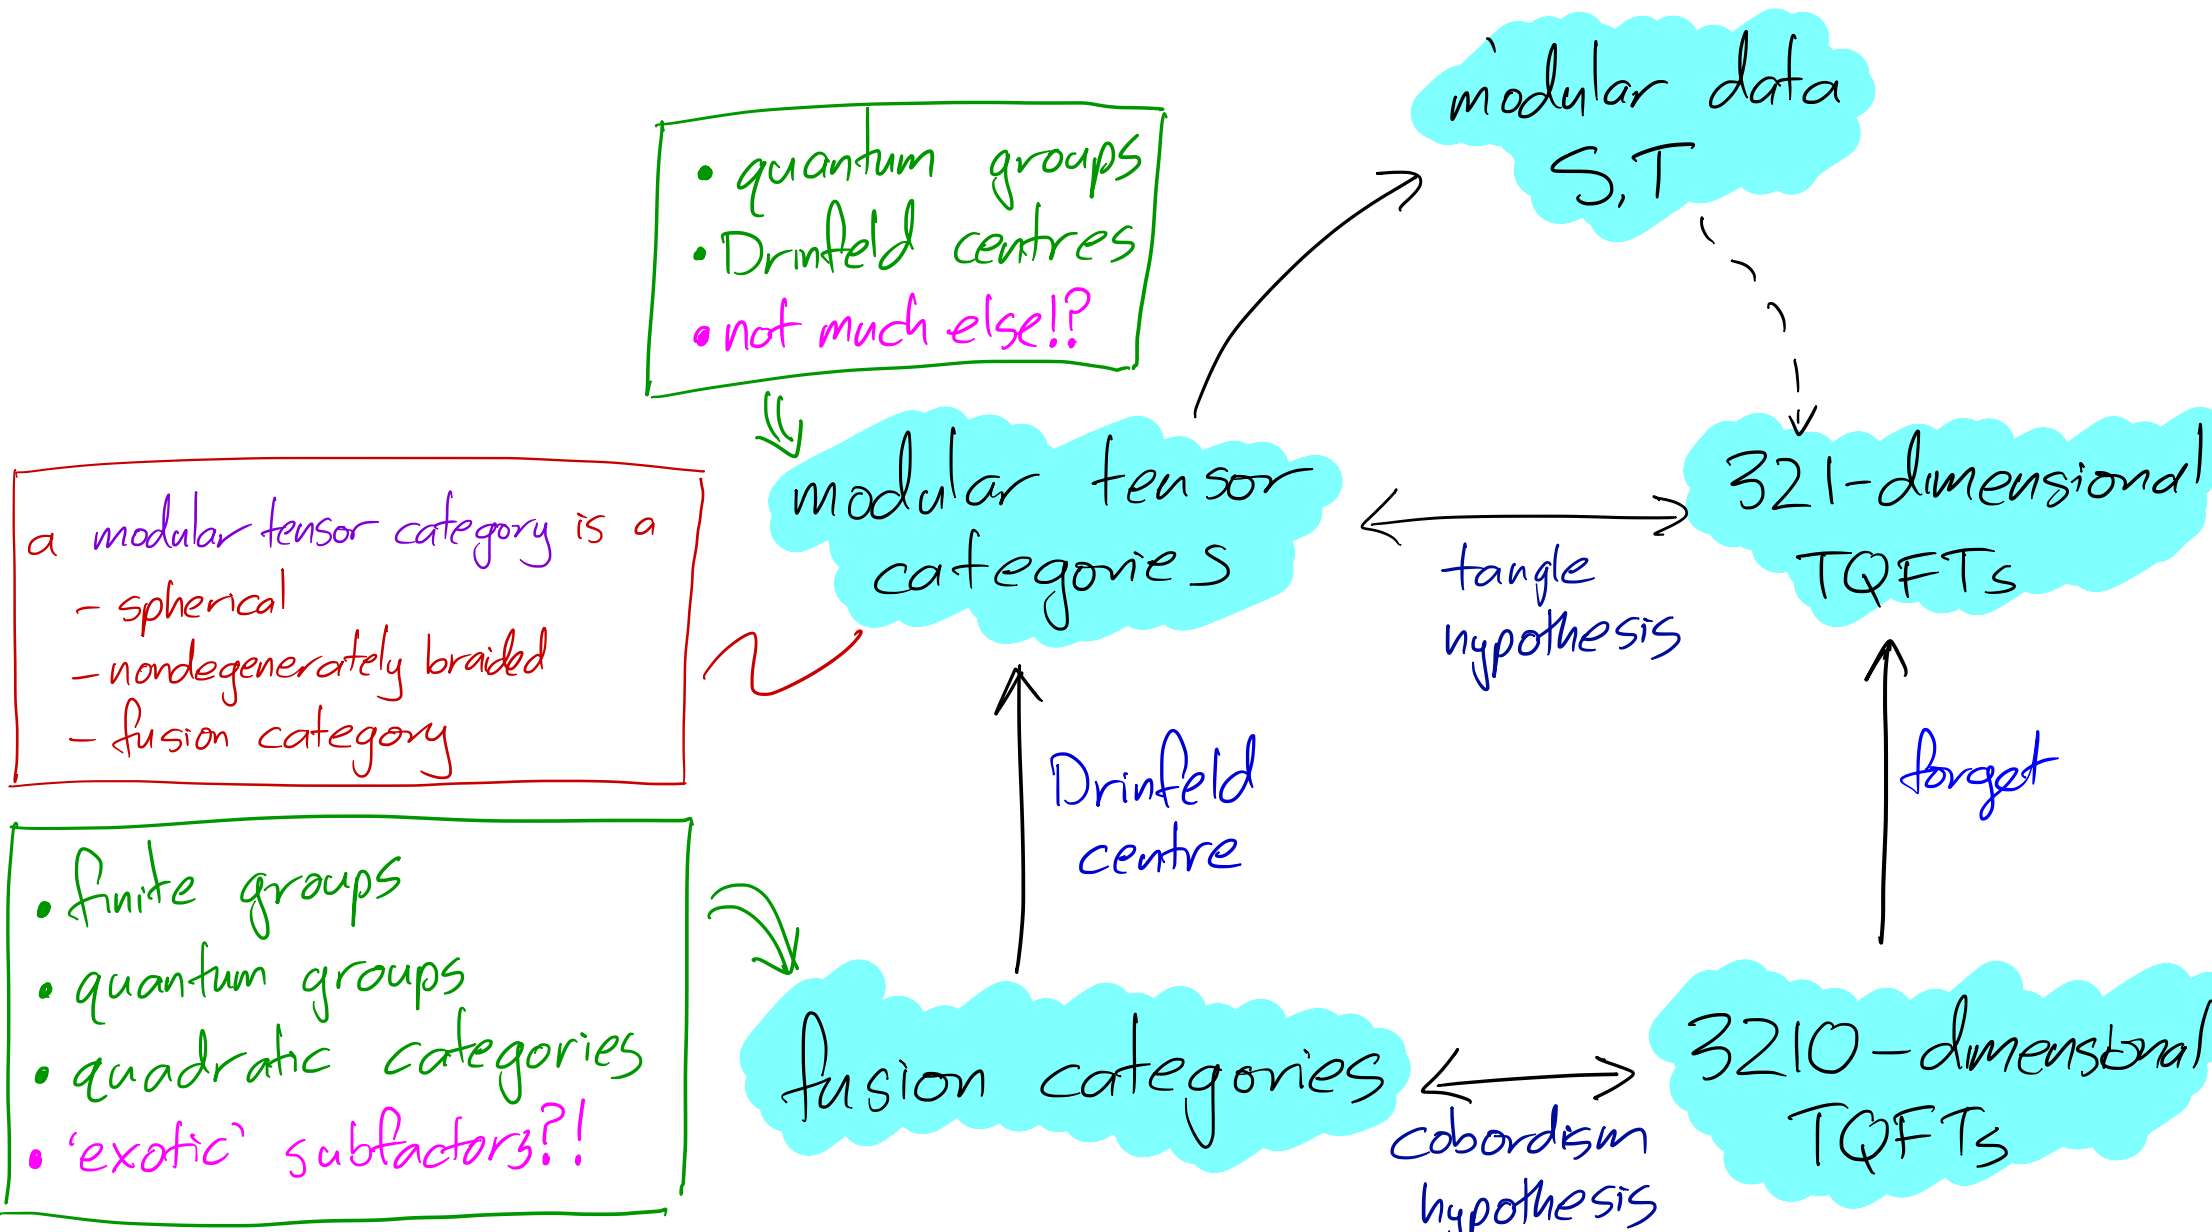 modular data
S,T
• quantum groups
• Drinfeld centres
• not much else!?
modular tensor
categories
321-dimensional
TQFTs
tangle
hypothesis
a modular tensor category is a
- spherical
- nondegenerately braided
- fusion category
Drinfeld
centre
forget
• finite groups
• quantum groups
• quadratic categories
• 'exotic' subfactors?!
fusion categories
3210-dimensional
TQFTs
cobordism
hypothesis